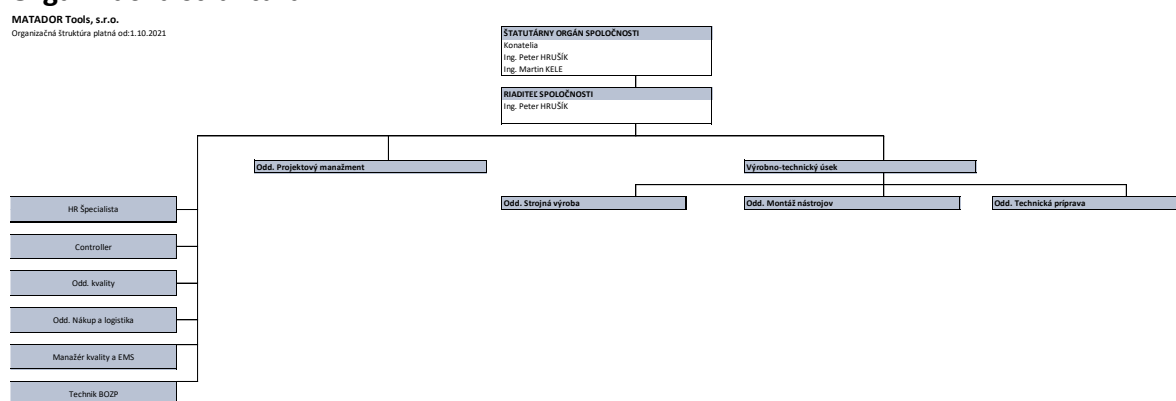 MATADOR Tools, s.r.o.
Organizačná štruktúra platná od:1.10.2021
ŠTATUTÁRNY ORGÁN SPOLOČNOSTI
Konatelia
Ing. Peter HRUŠÍK
Ing. Martin KELE
RIADITEĽ SPOLOČNOSTI
Ing. Peter HRUŠÍK
Odd. Projektový manažment
Výrobno-technický úsek
HR Špecialista
Odd. Strojná výroba
Odd. Montáž nástrojov
Odd. Technická príprava
Controller
Odd. kvality
Odd. Nákup a logistika
Manažér kvality a EMS
Technik BOZP